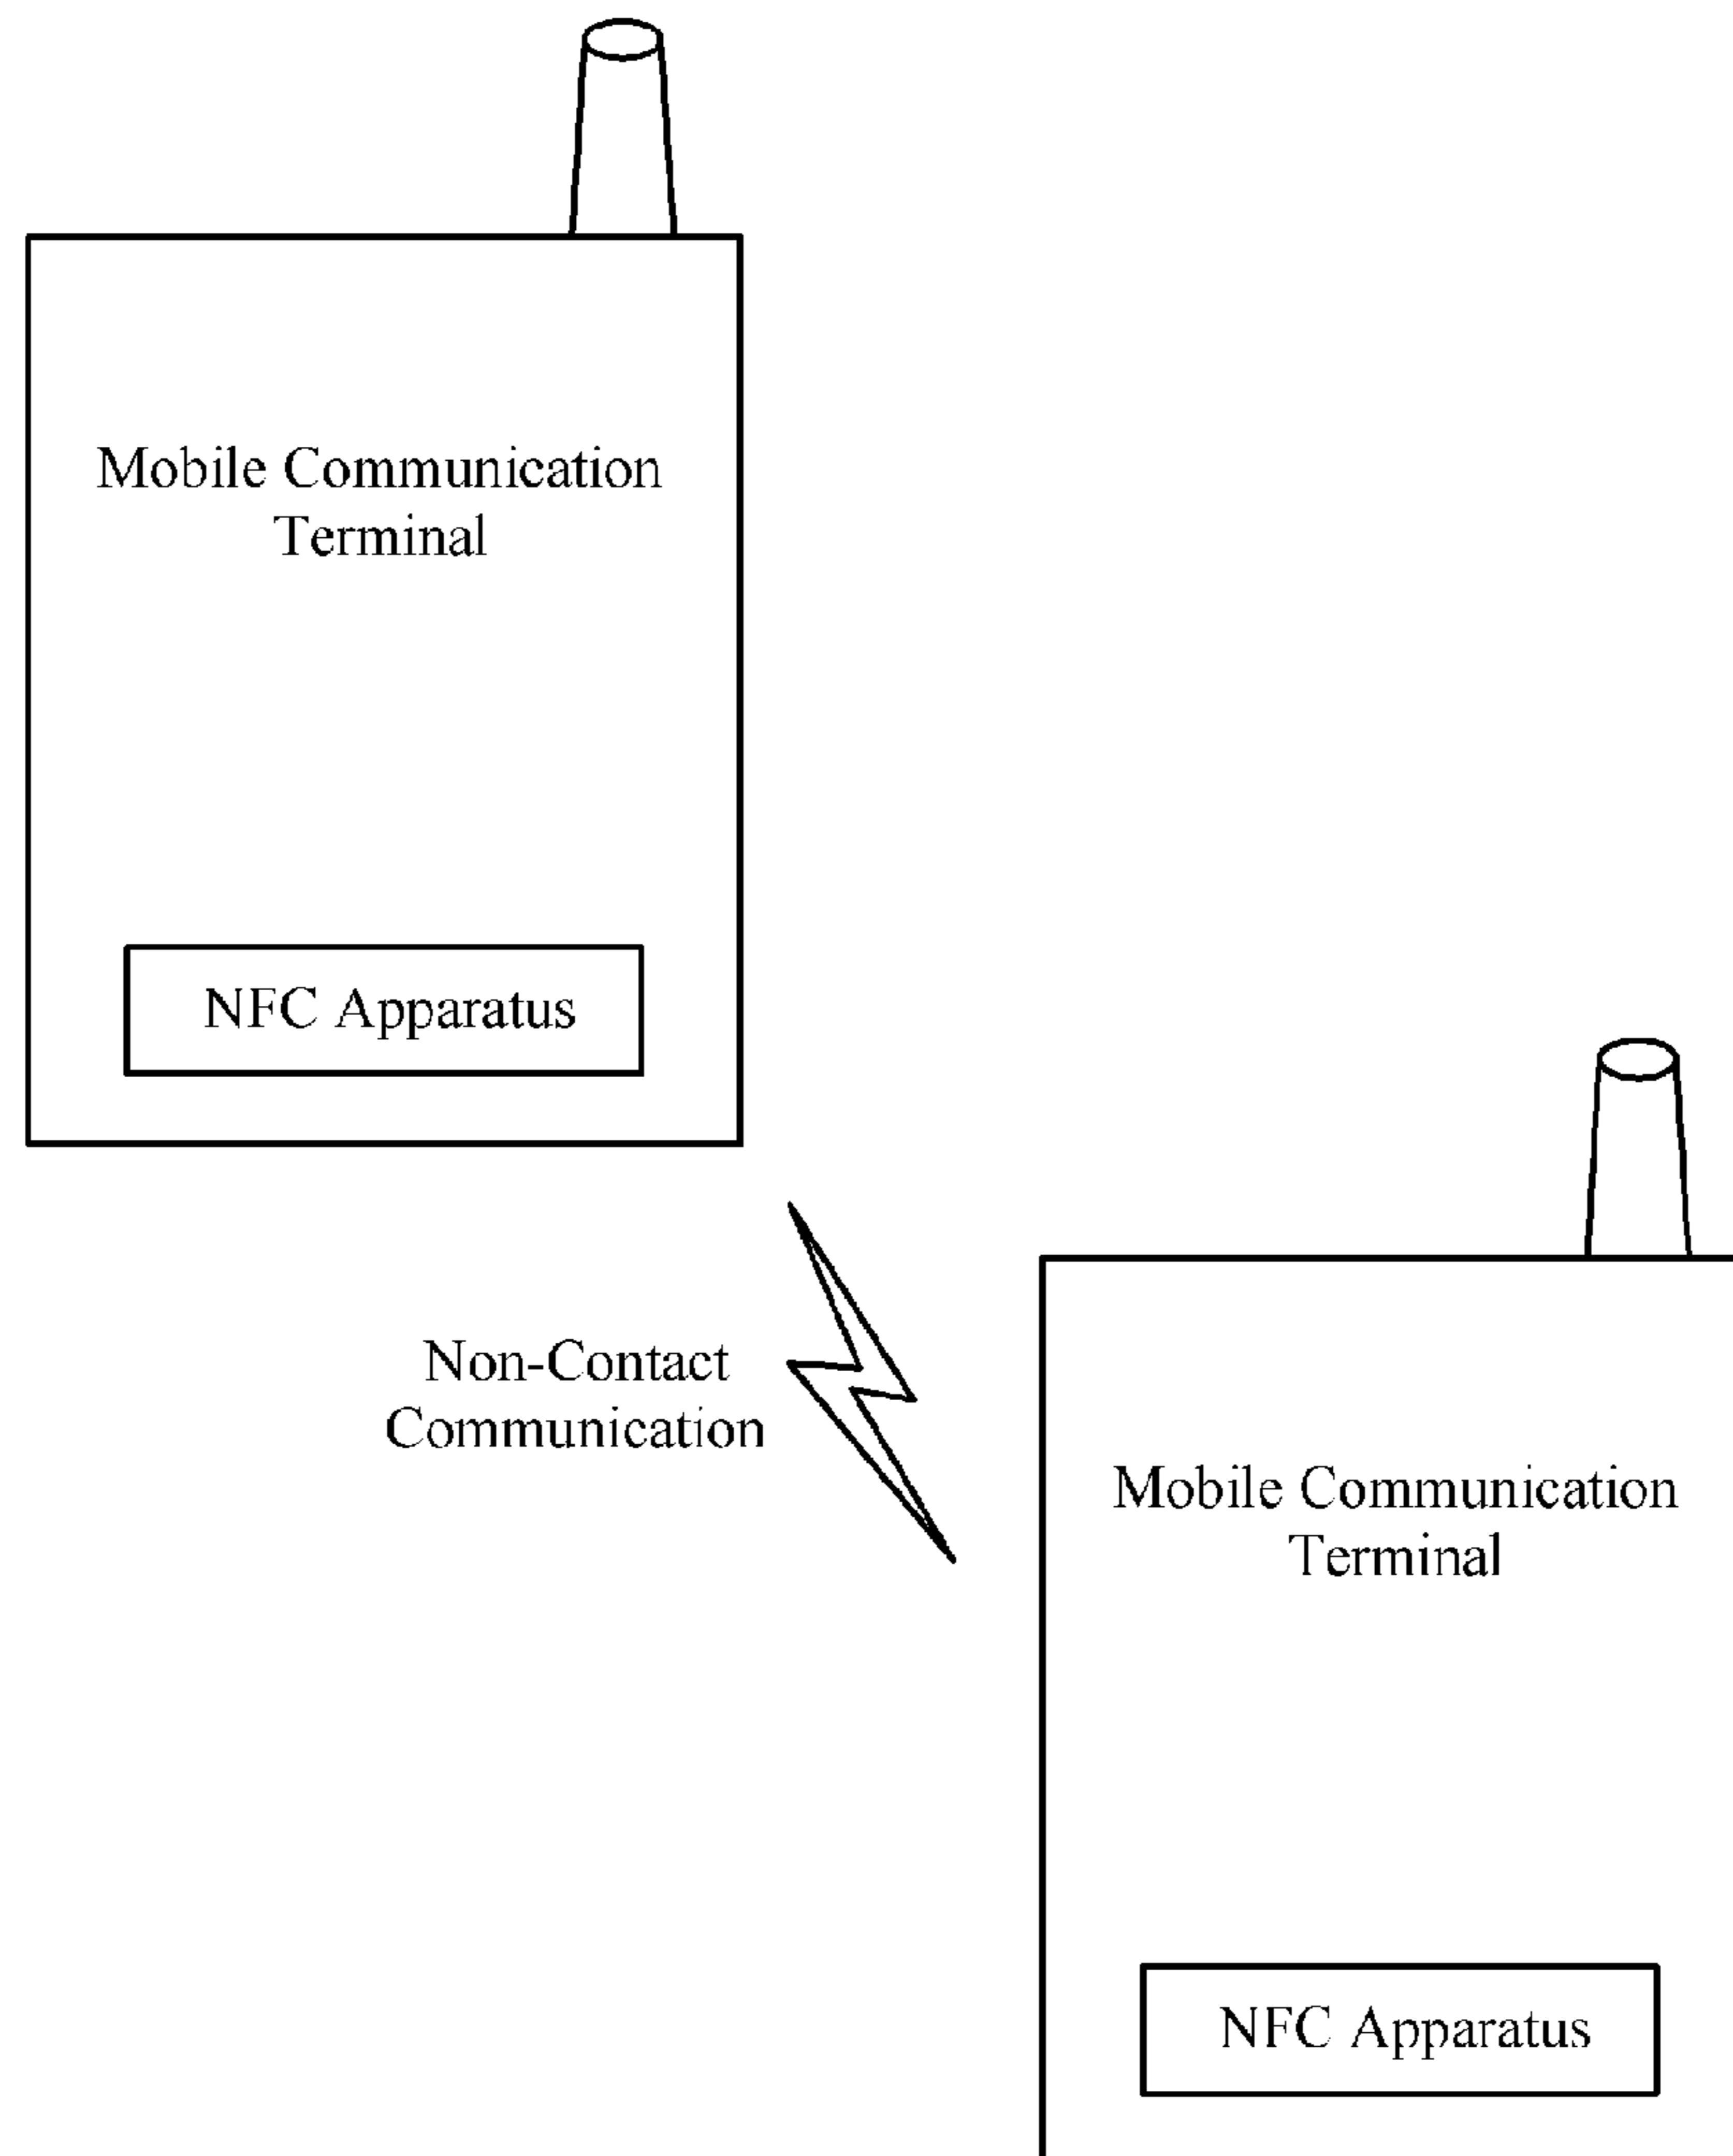 Mobile Communication
Terminal
NFC Apparatus
Non-Contact
Communication
Mobile Communication
Terminal
NFC Apparatus